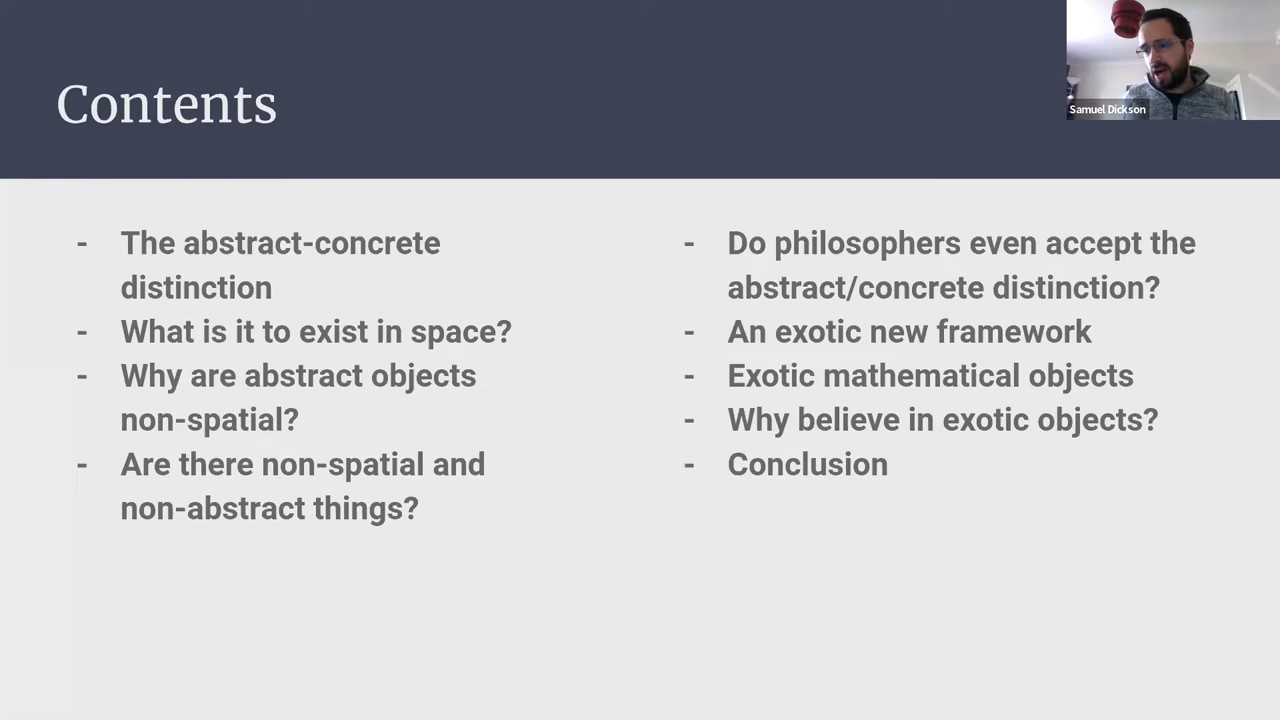 Contents
Samuel Dickson
- The abstract-concrete
distinction
- What is it to exist in space?
- Why are abstract objects
non-spatial?
- Are there non-spatial and
non-abstract things?
- Do philosophers even accept the
abstract/concrete distinction?
- An exotic new framework
- Exotic mathematical objects
- Why believe in exotic objects?
- Conclusion